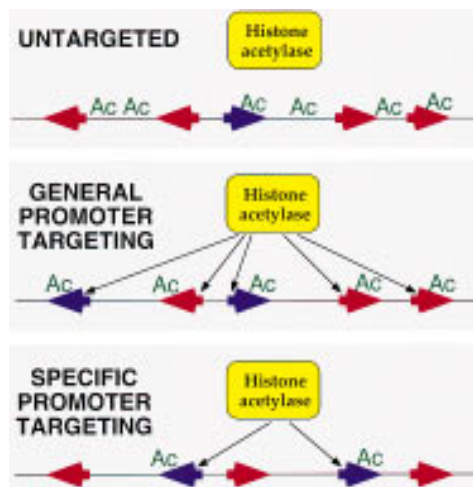 UNTARGETED
Histone
acetylase
Ac Ac Ac Ac Ac Ac
GENERAL
PROMOTER
TARGETING
Histone
acetylase
Ac Ac Ac Ac Ac
SPECIFIC
PROMOTER
TARGETING
Histone
acetylase
Ac Ac